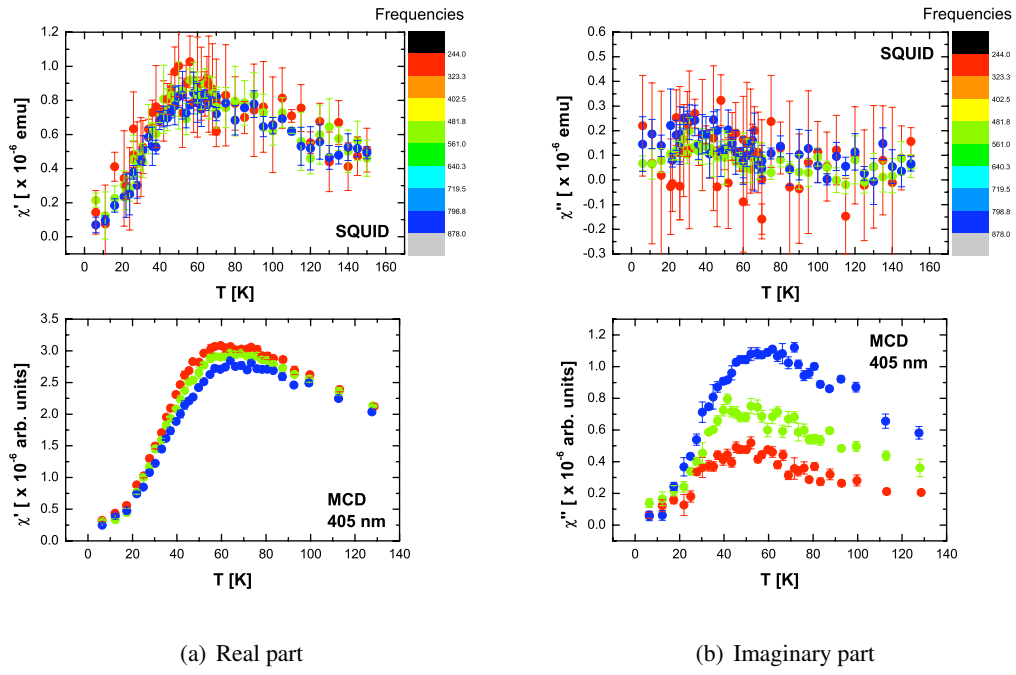 Frequencies
1.2
1.0
0.8
0.6
0.4
0.2
0.0
χ' [ x 10-6 emu]
SQUID
0 20 40 60 80 100 120 140 160
T [K]
244.0
323.3
402.5
481.8
561.0
640.3
719.5
798.8
878.0
Frequencies
0.6
0.5
0.4
0.3
0.2
0.1
0.0
-0.1
-0.2
-0.3
χ'' [ x 10-6 emu]
SQUID
0 20 40 60 80 100 120 140 160
T [K]
244.0
323.3
402.5
481.8
561.0
640.3
719.5
798.8
878.0
3.5
3.0
2.5
2.0
1.5
1.0
0.5
0.0
χ' [ x 10-6 arb. units]
MCD
405 nm
0 20 40 60 80 100 120 140
T [K]
1.2
1.0
0.8
0.6
0.4
0.2
0.0
χ'' [ x 10-6 arb. units]
MCD
405 nm
0 20 40 60 80 100 120 140
T [K]
(a) Real part
(b) Imaginary part